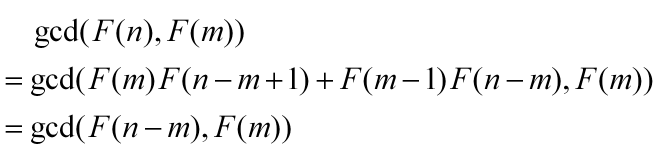 gcd(F(n),F(m))
= gcd(F(m)F(n−m+1)+F(m−1)F(n−m),F(m))
= gcd(F(n−m),F(m))